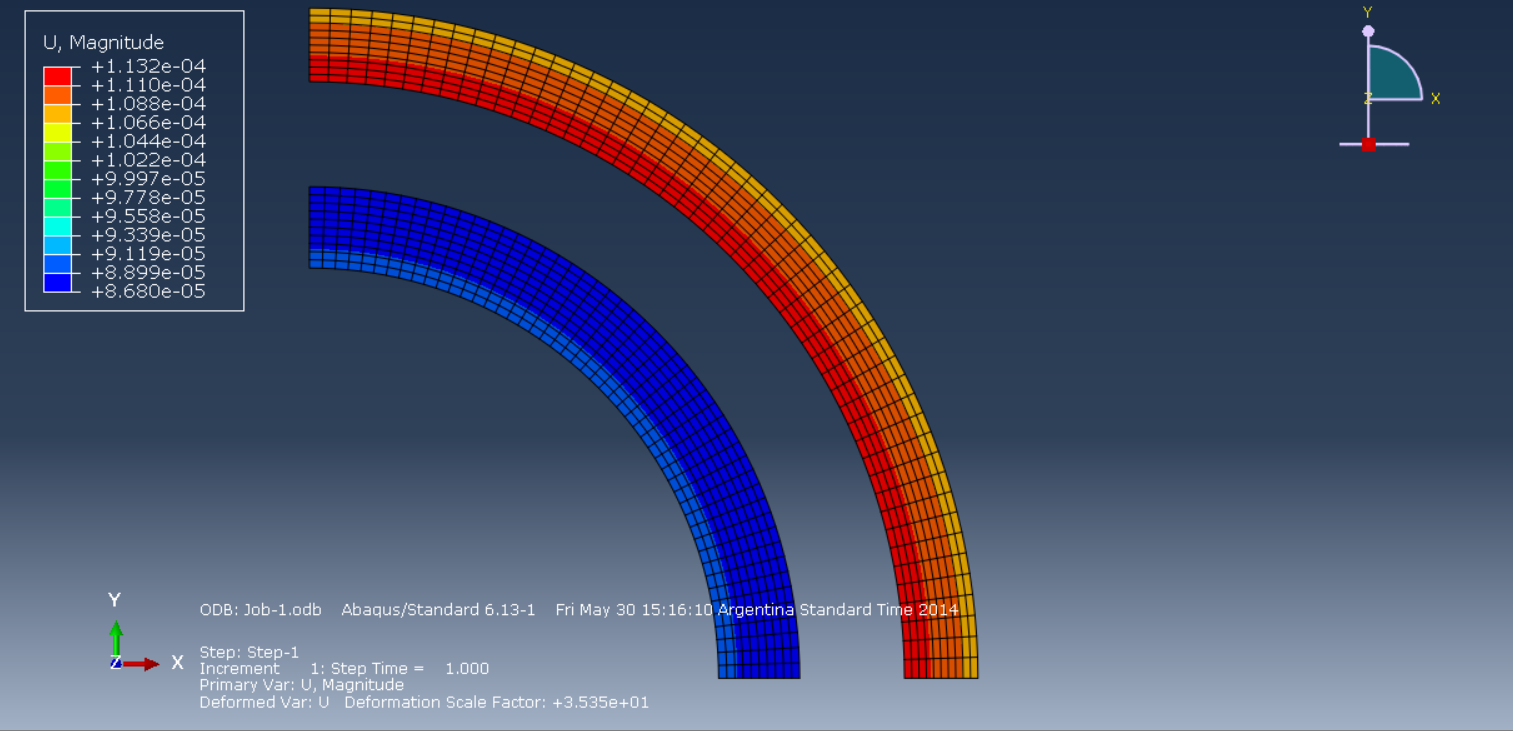 U, Magnitude
+1.132e-04
+1.110e-04
+1.088e-04
+1.066e-04
+1.044e-04
+1.022e-04
+9.997e-05
+9.778e-05
+9.558e-05
+9.339e-05
+9.119e-05
+8.899e-05
+8.680e-05
Y
Z X
Y
Z X
ODB: Job-1.odb Abaqus/Standard 6.13-1 Fri May 30 15:16:10 Argentina Standard Time 2014
Step: Step-1
Increment 1: Step Time = 1.000
Primary Var: U, Magnitude
Deformed Var: U Deformation Scale Factor: +3.535e+01